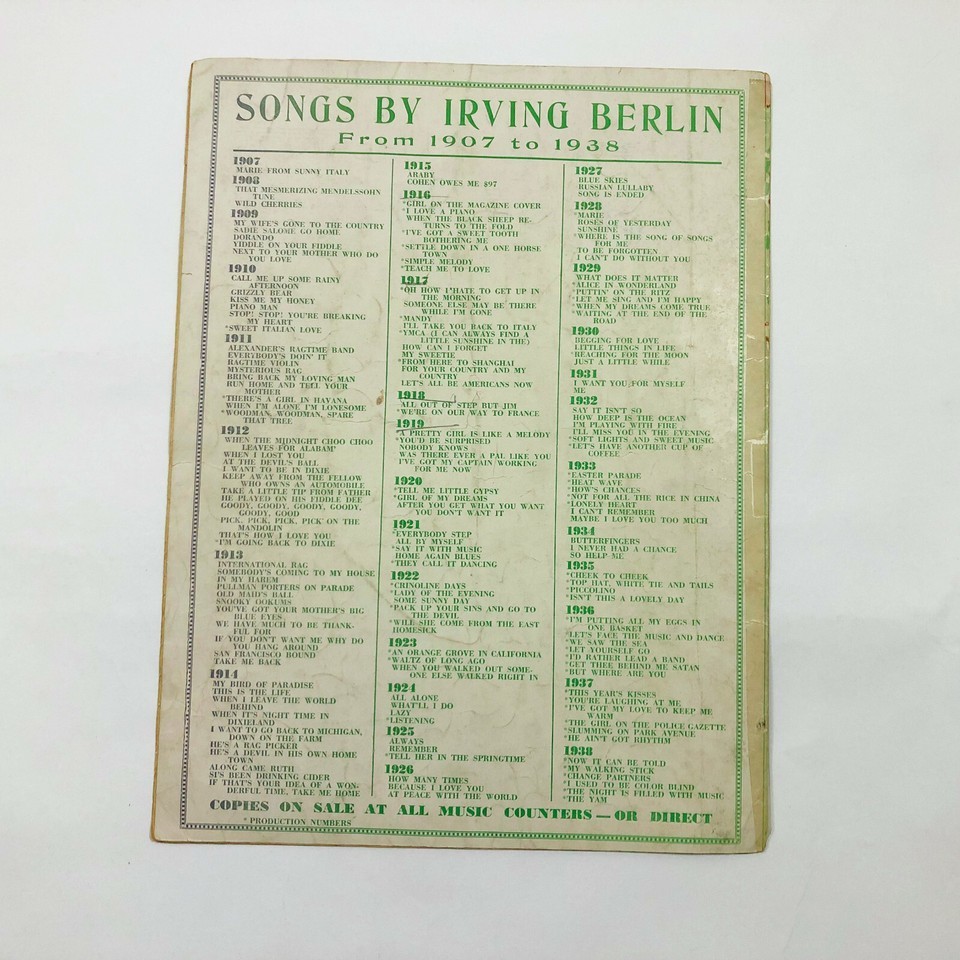 SONGS BY IRVING BERLIN
From 1907 to 1938
1907
MARIE FROM SUNNY ITALY
1908
THAT MESMERIZING MENDELSSOHN
TUNE
WILD CHERRIES
1909
MY WIFE'S GONE TO THE COUNTRY
SADIE SALOME GO HOME
DORANDO
YIDDLE ON YOUR FIDDLE
NEXT TO YOUR MOTHER WHO DO
YOU LOVE
1910
CALL ME UP SOME RAINY
AFTERNOON
GRIZZLY BEAR
KISS ME MY HONEY
PIANO MAN
STOP! STOP! YOU'RE BREAKING
MY HEART
*SWEET ITALIAN LOVE
1911
ALEXANDER'S RAGTIME BAND
EVERYBODY'S DOIN' IT
RAGTIME VIOLIN
MYSTERIOUS RAG
BRING BACK MY LOVING MAN
RUN HOME AND TELL YOUR
MOTHER
*THERE'S A GIRL IN HAVANA
WHEN I'M ALONE I'M LONESOME
*WOODMAN, WOODMAN, SPARE
THAT TREE
1912
WHEN THE MIDNIGHT CHOO CHOO
LEAVES FOR ALABAM'
WHEN I LOST YOU
AT THE DEVIL'S BALL
I WANT TO BE IN DIXIE
KEEP AWAY FROM THE FELLOW
WHO OWNS AN AUTOMOBILE
TAKE A LITTLE TIP FROM FATHER
HE PLAYED ON HIS FIDDLE DEE
GOODY, GOODY, GOODY, GOODY,
GOODY, GOOD
PICK, PICK, PICK, PICK ON THE
MANDOLIN
THAT'S HOW I LOVE YOU
*I'M GOING BACK TO DIXIE
1913
INTERNATIONAL RAG
SOMEBODY'S COMING TO MY HOUSE
IN MY HAREM
PULLMAN PORTERS ON PARADE
OLD MAID'S BALL
SNOOKY OOKUMS
YOU'VE GOT YOUR MOTHER'S BIG
BLUE EYES
WE HAVE MUCH TO BE THANK-
FUL FOR
IF YOU DON'T WANT ME WHY DO
YOU HANG AROUND
SAN FRANCISCO BOUND
TAKE ME BACK
1914
MY BIRD OF PARADISE
THIS IS THE LIFE
WHEN I LEAVE THE WORLD
BEHIND
WHEN IT'S NIGHT TIME IN
DIXIELAND
I WANT TO GO BACK TO MICHIGAN,
DOWN ON THE FARM
HE'S A RAG PICKER
HE'S A DEVIL IN HIS OWN HOME
TOWN
ALONG CAME RUTH
SI'S BEEN DRINKING CIDER
IF THAT'S YOUR IDEA OF A WON-
DERFUL TIME, TAKE ME HOME
1915
ARABY
COHEN OWES ME $97
1916
*GIRL ON THE MAGAZINE COVER
*I LOVE A PIANO
WHEN THE BLACK SHEEP RE-
TURNS TO THE FOLD
*I'VE GOT A SWEET TOOTH
BOTHERING ME
*SETTLE DOWN IN A ONE HORSE
TOWN
*SIMPLE MELODY
*TEACH ME TO LOVE
1917
*OH HOW I HATE TO GET UP IN
THE MORNING
SOMEONE ELSE MAY BE THERE
WHILE I'M GONE
*MANDY
I'LL TAKE YOU BACK TO ITALY
*YMCA (I CAN ALWAYS FIND A
LITTLE SUNSHINE IN THE)
HOW CAN I FORGET
MY SWEETIE
*FROM HERE TO SHANGHAI
FOR YOUR COUNTRY AND MY
COUNTRY
LET'S ALL BE AMERICANS NOW
1918
ALL OUT OF STEP BUT JIM
*WE'RE ON OUR WAY TO FRANCE
1919
*A PRETTY GIRL IS LIKE A MELODY
*YOU'D BE SURPRISED
NOBODY KNOWS
WAS THERE EVER A PAL LIKE YOU
I'VE GOT MY CAPTAIN WORKING
FOR ME NOW
1920
*TELL ME LITTLE GYPSY
*GIRL OF MY DREAMS
AFTER YOU GET WHAT YOU WANT
YOU DON'T WANT IT
1921
*EVERYBODY STEP
ALL BY MYSELF
*SAY IT WITH MUSIC
HOME AGAIN BLUES
*THEY CALL IT DANCING
1922
*CRINOLINE DAYS
*LADY OF THE EVENING
SOME SUNNY DAY
*PACK UP YOUR SINS AND GO TO
THE DEVIL
*WILL SHE COME FROM THE EAST
HOMESICK
1923
*AN ORANGE GROVE IN CALIFORNIA
*WALTZ OF LONG AGO
WHEN YOU WALKED OUT SOME-
ONE ELSE WALKED RIGHT IN
1924
ALL ALONE
WHAT'LL I DO
LAZY
*LISTENING
1925
ALWAYS
REMEMBER
*TELL HER IN THE SPRINGTIME
1926
HOW MANY TIMES
BECAUSE I LOVE YOU
AT PEACE WITH THE WORLD
1927
BLUE SKIES
RUSSIAN LULLABY
SONG IS ENDED
1928
*MARIE
ROSES OF YESTERDAY
SUNSHINE
*WHERE IS THE SONG OF SONGS
FOR ME
TO BE FORGOTTEN
I CAN'T DO WITHOUT YOU
1929
WHAT DOES IT MATTER
*ALICE IN WONDERLAND
*PUTTIN' ON THE RITZ
*LET ME SING AND I'M HAPPY
*WHEN MY DREAMS COME TRUE
*WAITING AT THE END OF THE
ROAD
1930
BEGGING FOR LOVE
LITTLE THINGS IN LIFE
*REACHING FOR THE MOON
JUST A LITTLE WHILE
1931
I WANT YOU FOR MYSELF
ME
1932
SAY IT ISN'T SO
HOW DEEP IS THE OCEAN
I'M PLAYING WITH FIRE
I'LL MISS YOU IN THE EVENING
*SOFT LIGHTS AND SWEET MUSIC
*LET'S HAVE ANOTHER CUP OF
COFFEE
1933
*EASTER PARADE
*HEAT WAVE
*HOW'S CHANCES
*NOT FOR ALL THE RICE IN CHINA
*LONELY HEART
I CAN'T REMEMBER
MAYBE I LOVE YOU TOO MUCH
1934
BUTTERFINGERS
I NEVER HAD A CHANCE
SO HELP ME
1935
*CHEEK TO CHEEK
*TOP HAT, WHITE TIE AND TAILS
*PICCOLINO
*ISN'T THIS A LOVELY DAY
1936
*I'M PUTTING ALL MY EGGS IN
ONE BASKET
*LET'S FACE THE MUSIC AND DANCE
*WE SAW THE SEA
*LET YOURSELF GO
*I'D RATHER LEAD A BAND
*GET THEE BEHIND ME SATAN
*BUT WHERE ARE YOU
1937
*THIS YEAR'S KISSES
*YOU'RE LAUGHING AT ME
*I'VE GOT MY LOVE TO KEEP ME
WARM
*THE GIRL ON THE POLICE GAZETTE
*SLUMMING ON PARK AVENUE
*HE AIN'T GOT RHYTHM
1938
*NOW IT CAN BE TOLD
*MY WALKING STICK
*CHANGE PARTNERS
*I USED TO BE COLOR BLIND
*THE NIGHT IS FILLED WITH MUSIC
*THE YAM
COPIES ON SALE AT ALL MUSIC COUNTERS—OR DIRECT
* PRODUCTION NUMBERS